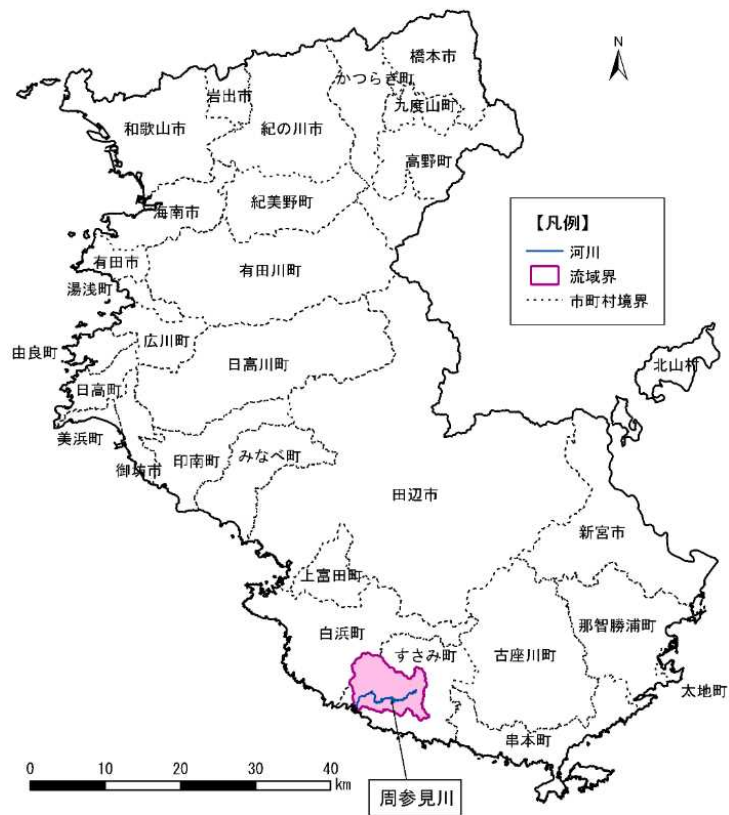 N
橋本市
かつらぎ町
岩出市
九度山町
和歌山市
紀の川市
高野町
海南市
紀美野町
【凡例】
河川
流域界
市町村境界
有田市
有田川町
湯浅町
広川町
由良町
日高川町
北山村
日高町
美浜町
印南町
みなべ町
御坊市
田辺市
新宮市
上富田町
白浜町
すさみ町
古座川町
那智勝浦町
太地町
串本町
0 10 20 30 40
km
周参見川